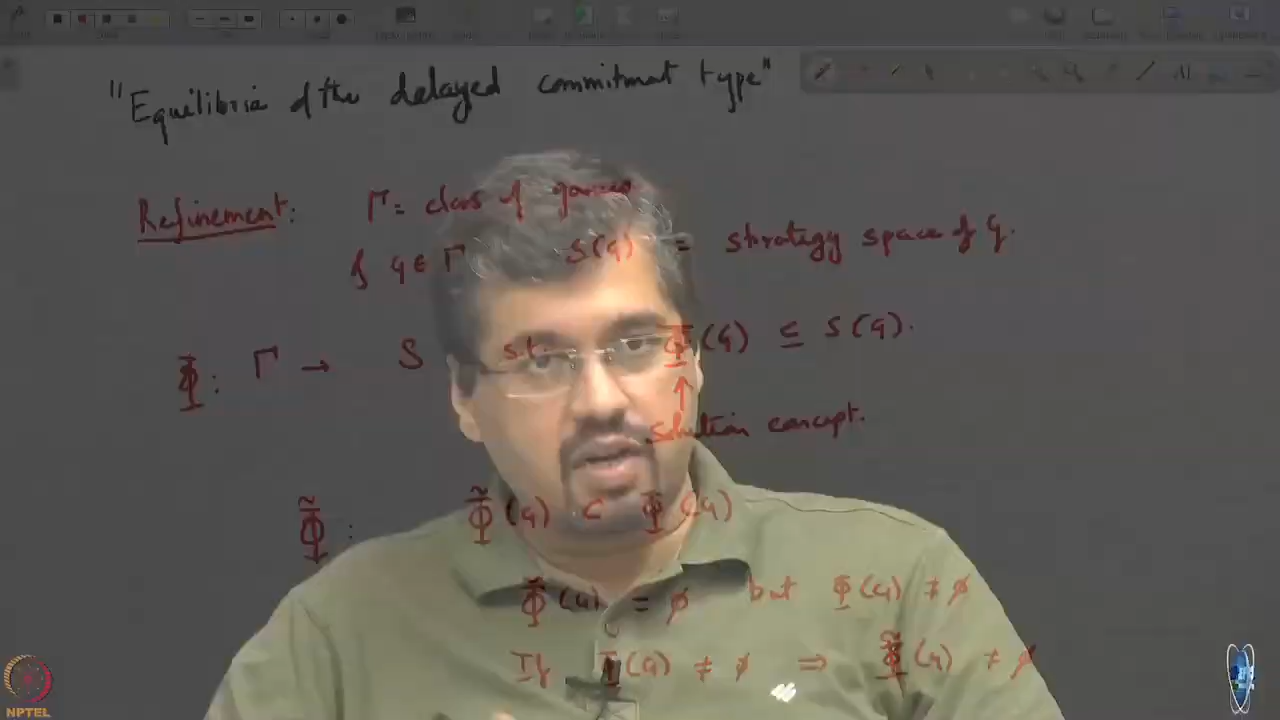 "Equilibria of the delayed commitment type"
Refinement: Γ = class of games
If G ∈ Γ S(G) = strategy space of G.
Φ: Γ → S s.t. Φ(G) ⊆ S(G).
↑
solution concept.
Φ̃: Φ̃(G) ⊂ Φ(G)
Φ̃(G) = ∅ but Φ(G) ≠ ∅
If Φ(G) ≠ ∅ ⇒ Φ̃(G) ≠ ∅
NPTEL